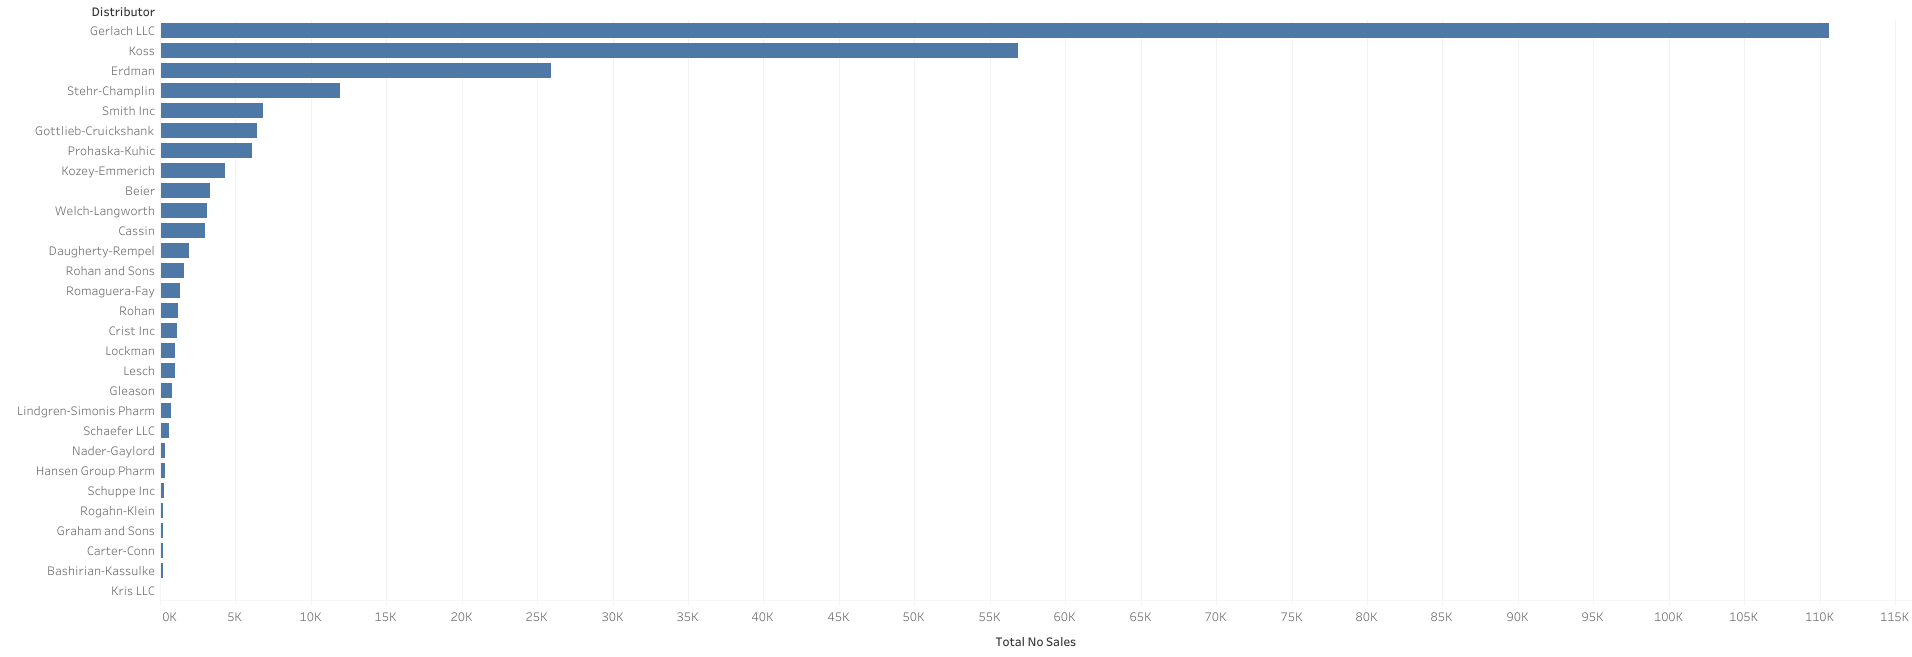 Distributor
Gerlach LLC
Koss
Erdman
Stehr-Champlin
Smith Inc
Gottlieb-Cruickshank
Prohaska-Kuhic
Kozey-Emmerich
Beier
Welch-Langworth
Cassin
Daugherty-Rempel
Rohan and Sons
Romaguera-Fay
Rohan
Crist Inc
Lockman
Lesch
Gleason
Lindgren-Simonis Pharm
Schaefer LLC
Nader-Gaylord
Hansen Group Pharm
Schuppe Inc
Rogahn-Klein
Graham and Sons
Carter-Conn
Bashirian-Kassulke
Kris LLC
0K 5K 10K 15K 20K 25K 30K 35K 40K 45K 50K 55K 60K 65K 70K 75K 80K 85K 90K 95K 100K 105K 110K 115K
Total No Sales